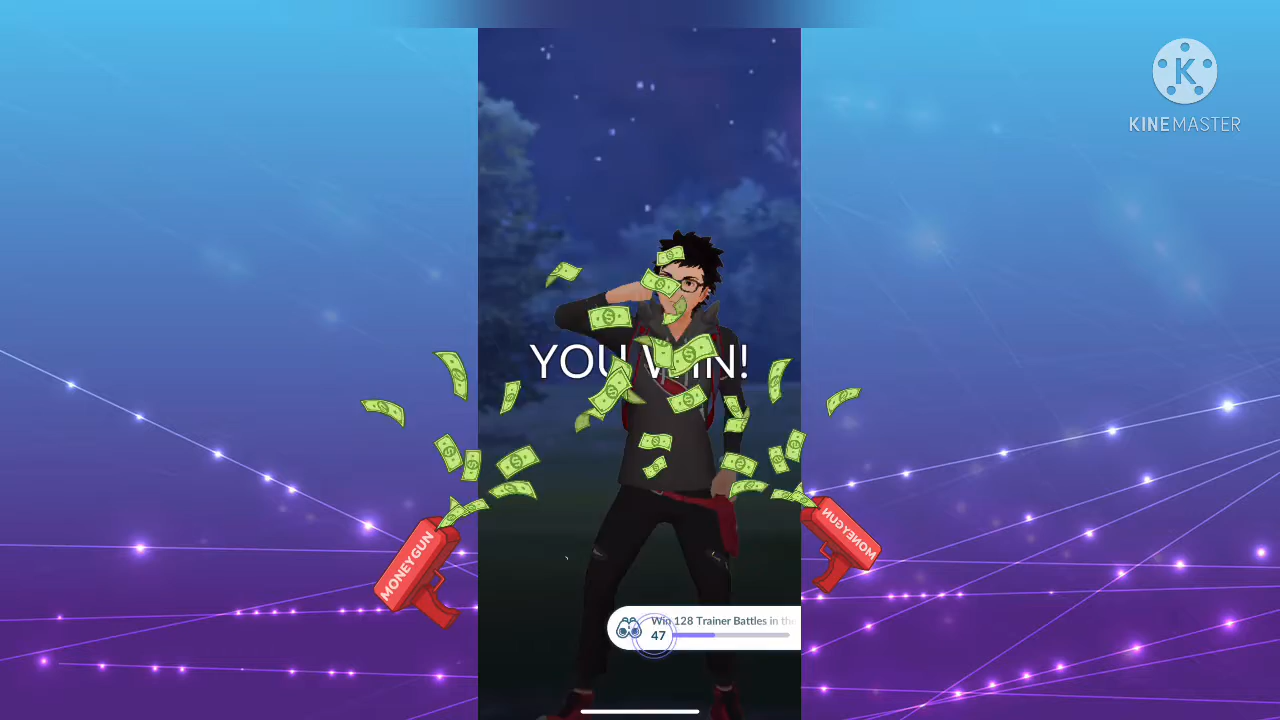 K
KINEMASTER
YOU WIN!
MONEYGUN
MONEYGUN
Win 128 Trainer Battles in the
47